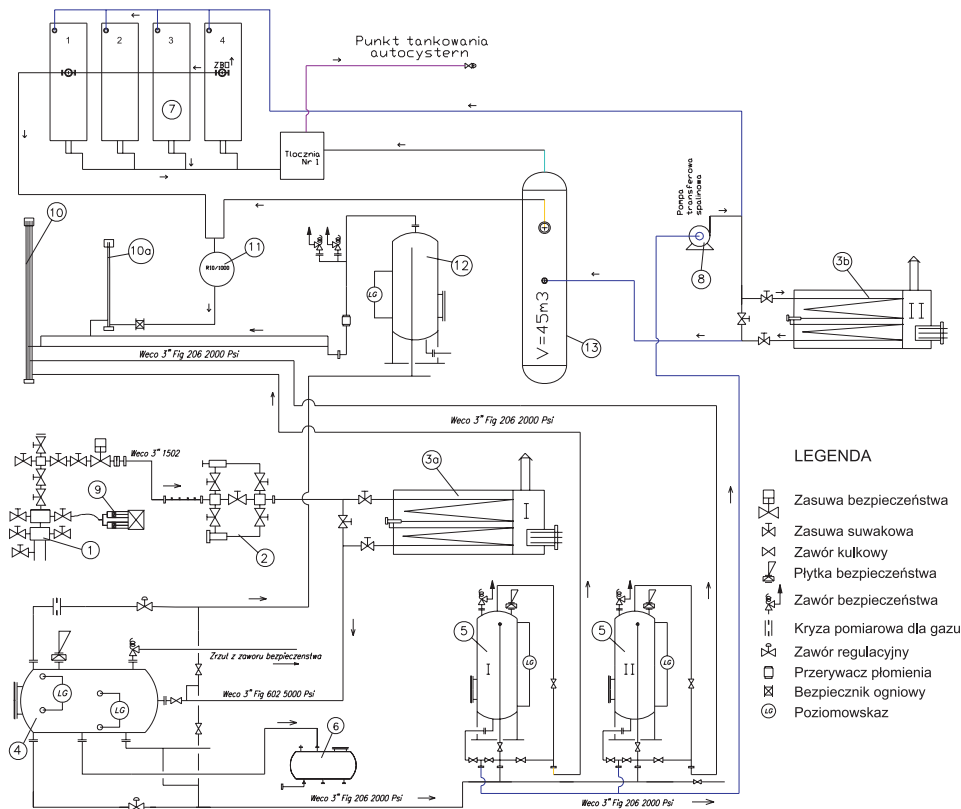 1
2
3
4
ZBO
7
Punkt tankowania
autocystern
Tlocznia
Nr 1
Pompa
transferowa
spalinowa
8
3b
II
10
10a
R10/1000
11
12
LG
V=45m3
13
Weco 3" Fig 206 2000 Psi
Weco 3" Fig 206 2000 Psi
Weco 3" 1502
9
1
2
3a
I
LEGENDA
Zasuwa bezpieczeństwa
Zasuwa suwakowa
Zawór kulkowy
Płytka bezpieczeństwa
Zawór bezpieczeństwa
Kryza pomiarowa dla gazu
Zawór regulacyjny
Przerywacz płomienia
Bezpiecznik ogniowy
LG Poziomowskaz
Zrzut z zaworu bezpieczenstwa
Weco 3" Fig 602 5000 Psi
LG
LG
4
6
5
I
LG
5
II
LG
Weco 3" Fig 206 2000 Psi
Weco 3" Fig 206 2000 Psi